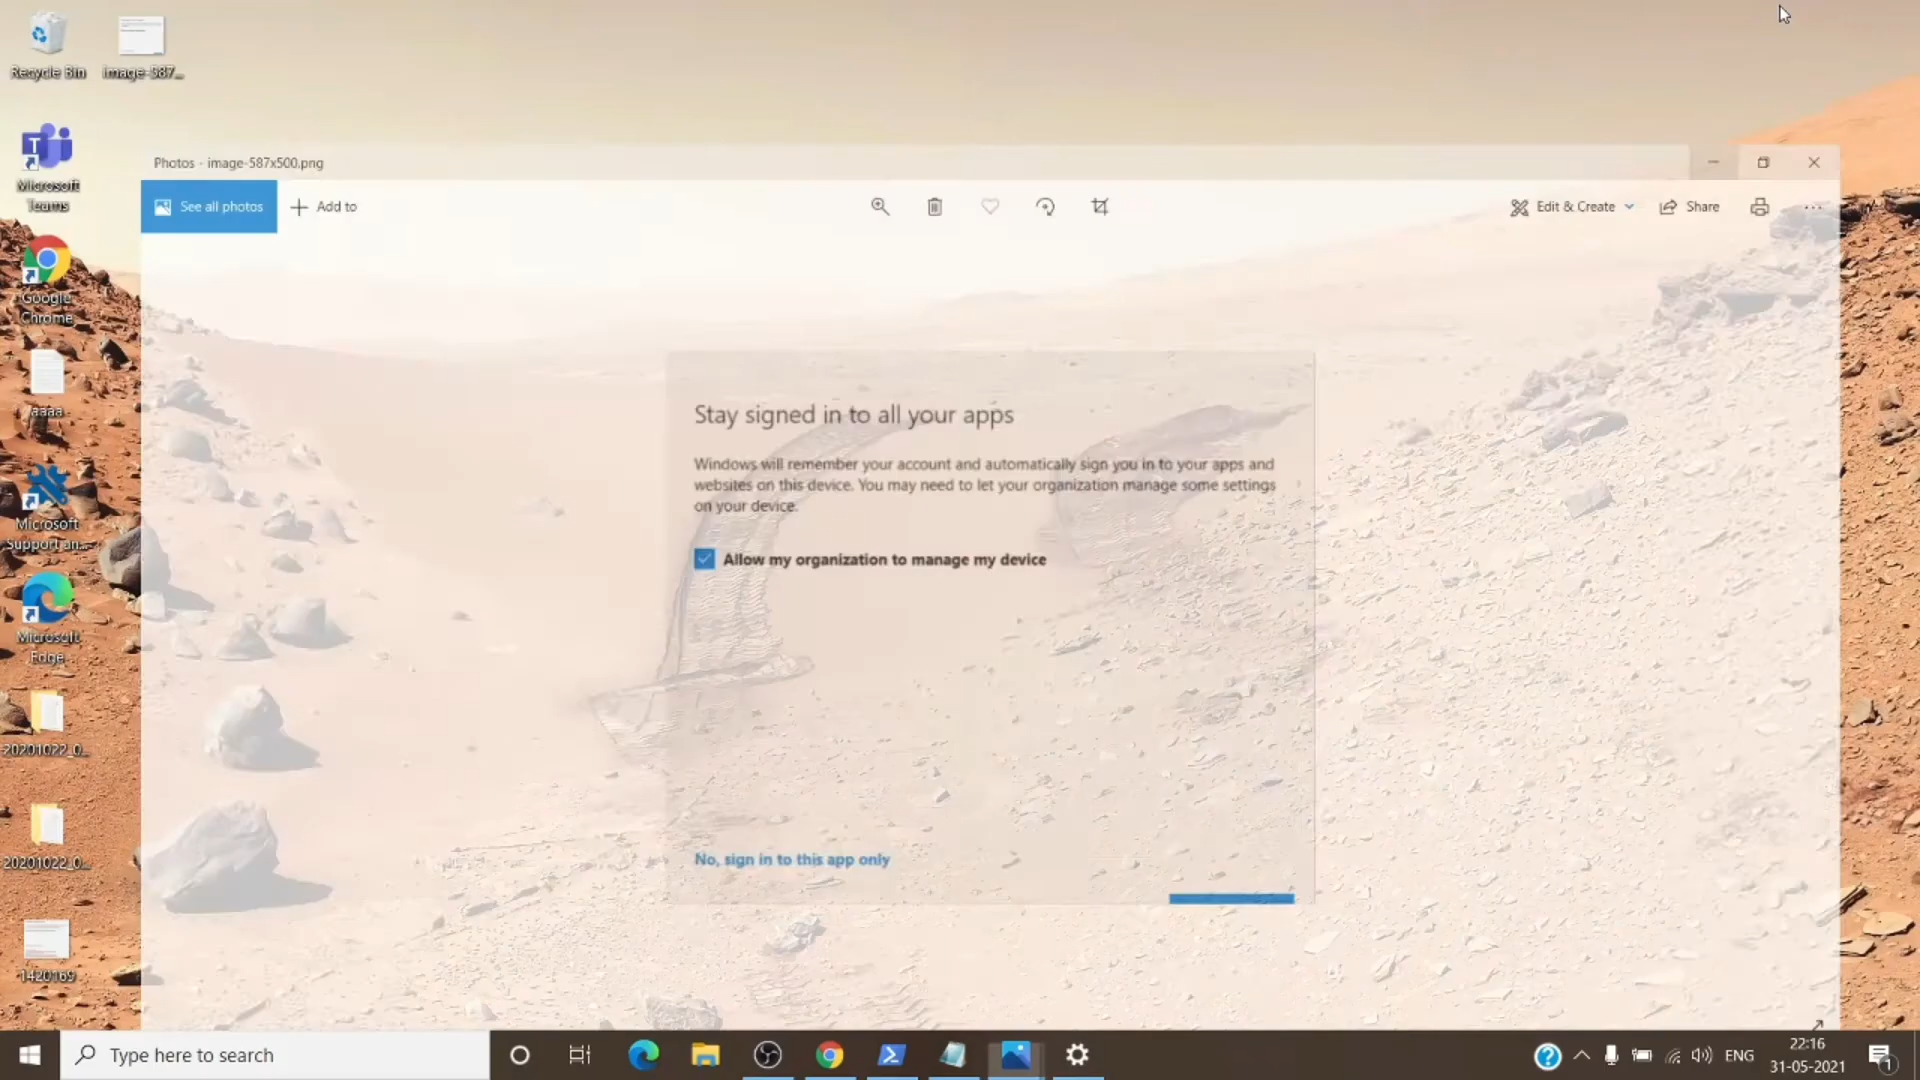 Recycle Bin
image-587...
Microsoft
Teams
Google
Chrome
aaaa
Microsoft
Support an...
Microsoft
Edge
20201022_0...
20201022_0...
1420169
Photos - image-587x500.png
See all photos
Add to
Edit & Create
Share
Stay signed in to all your apps
Windows will remember your account and automatically sign you in to your apps and
websites on this device. You may need to let your organization manage some settings
on your device.
Allow my organization to manage my device
No, sign in to this app only
Type here to search
ENG
22:16
31-05-2021
1